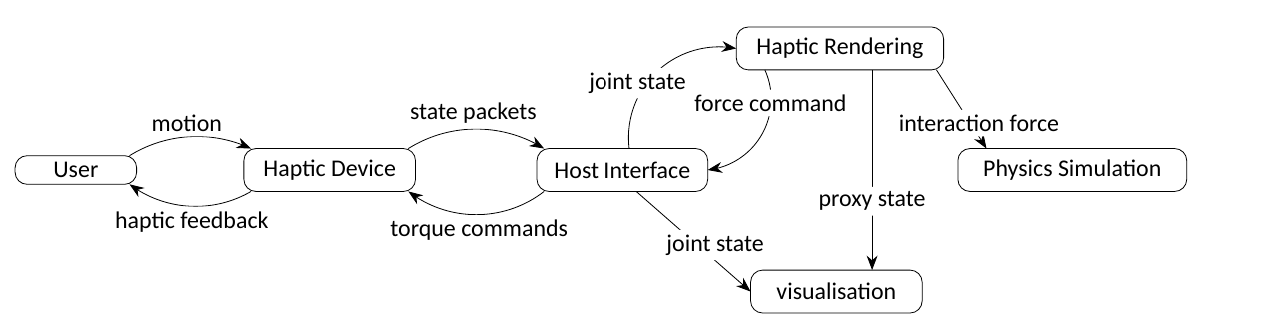 Haptic Rendering
joint state
force command
state packets
motion
interaction force
User
Haptic Device
Host Interface
Physics Simulation
proxy state
haptic feedback
torque commands
joint state
visualisation